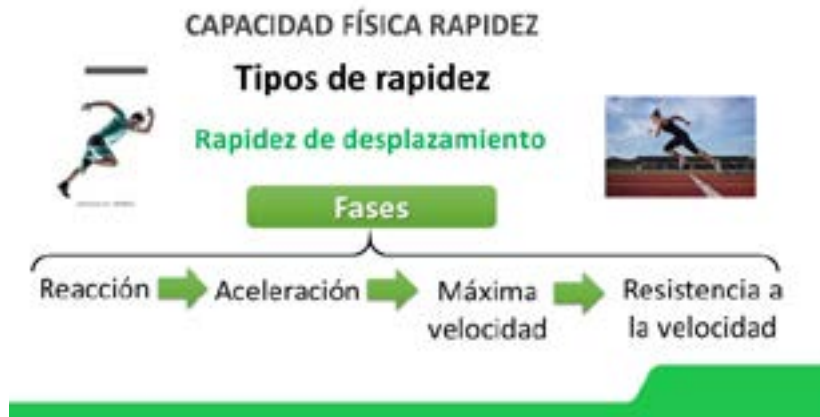 CAPACIDAD FÍSICA RAPIDEZ
Tipos de rapidez
Rapidez de desplazamiento
Fases
Reacción
Aceleración
Máxima
velocidad
Resistencia a
la velocidad